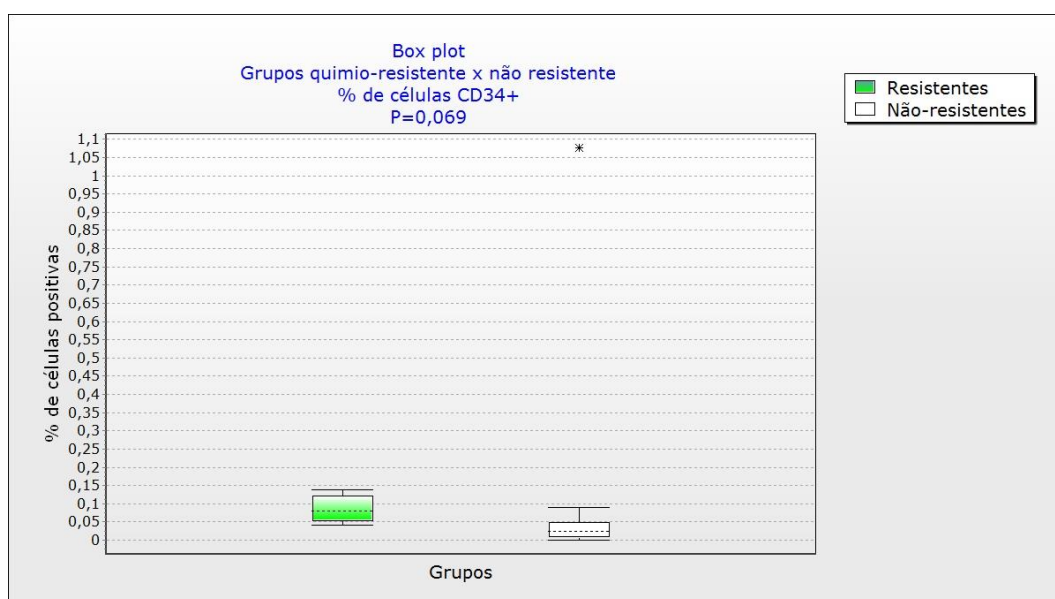 Box plot
Grupos quimio-resistente x não resistente
% de células CD34+
P=0,069
Resistentes
Não-resistentes
1,1
1,05
1
0,95
0,9
0,85
0,8
0,75
0,7
0,65
0,6
0,55
0,5
0,45
0,4
0,35
0,3
0,25
0,2
0,15
0,1
0,05
0
% de células positivas
Grupos